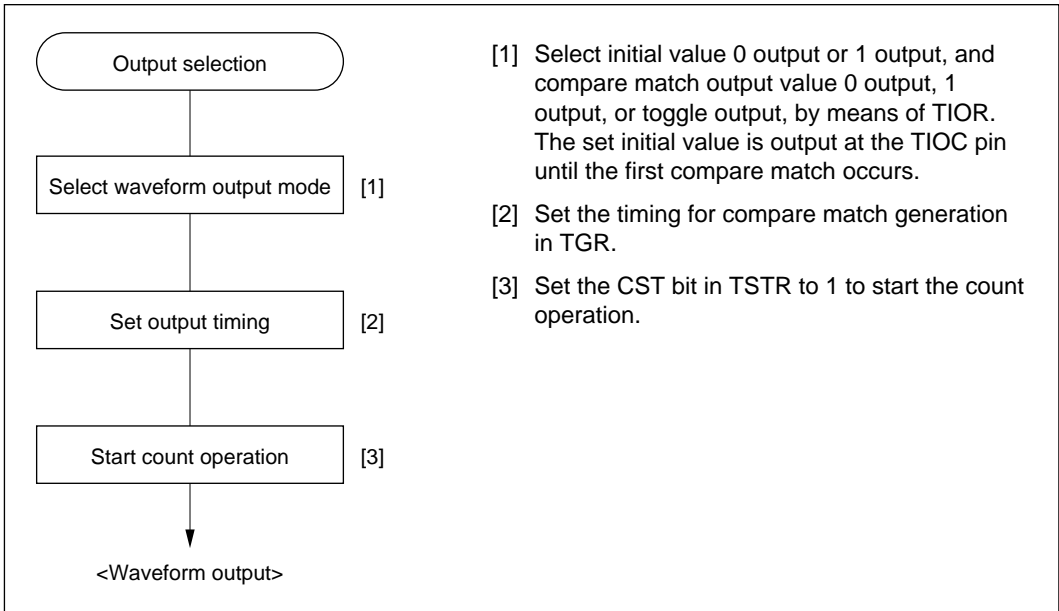 Output selection
Select waveform output mode [1]
Set output timing [2]
Start count operation [3]
<Waveform output>
[1] Select initial value 0 output or 1 output, and
compare match output value 0 output, 1
output, or toggle output, by means of TIOR.
The set initial value is output at the TIOC pin
until the first compare match occurs.
[2] Set the timing for compare match generation
in TGR.
[3] Set the CST bit in TSTR to 1 to start the count
operation.